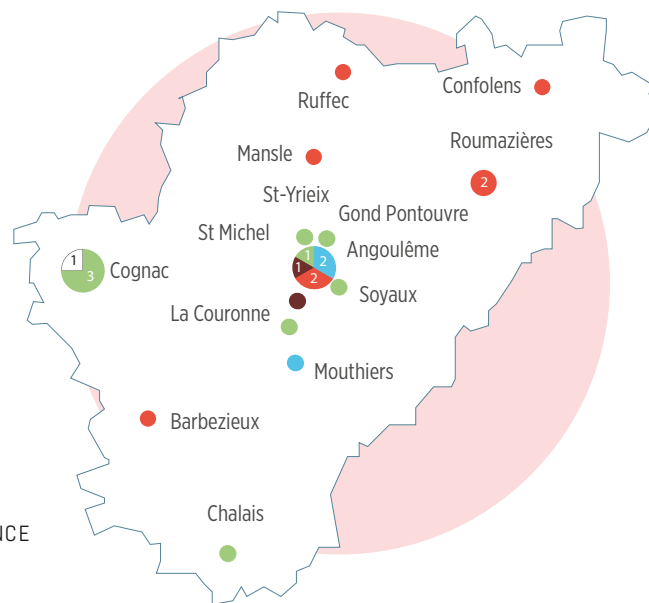 Ruffec
Confolens
Mansle
Roumazières
2
St-Yrieix
Gond Pontouvre
St Michel
Angoulême
1
2
1
2
1
3
Cognac
Soyaux
La Couronne
Mouthiers
Barbezieux
Chalais
NCE